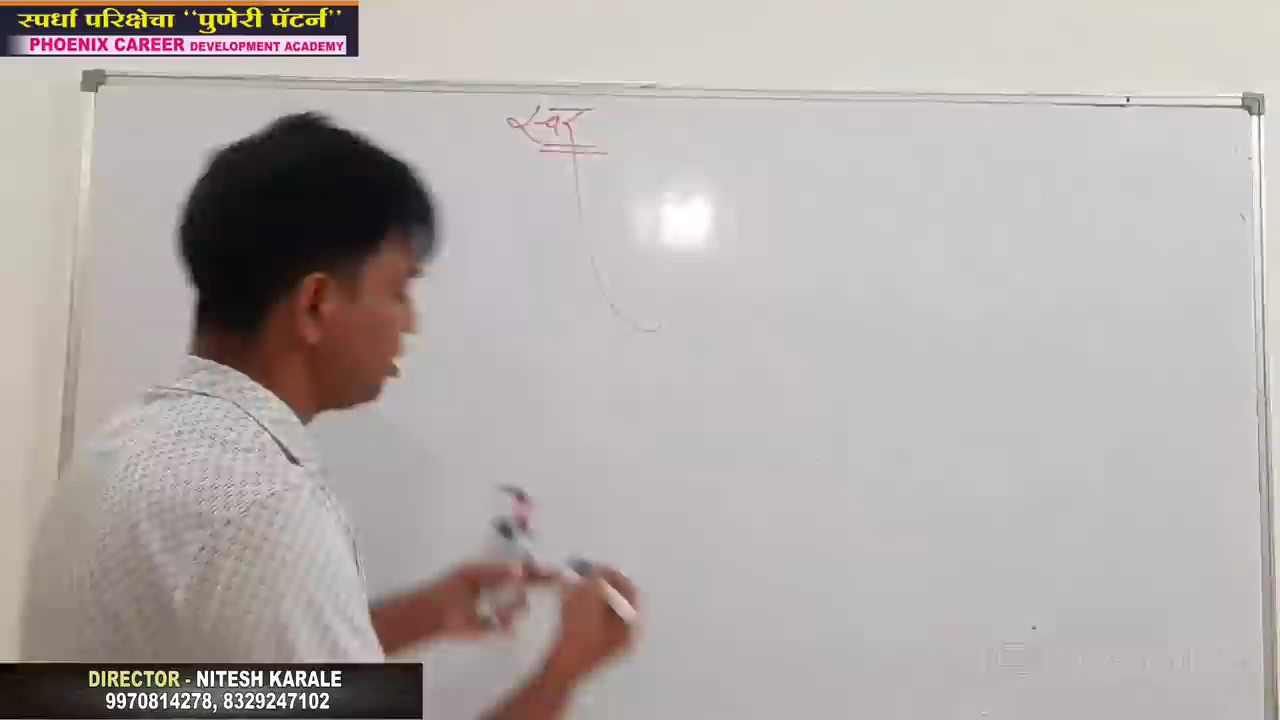 स्पर्धा परिक्षेचा “पुणेरी पॅटर्न”
PHOENIX CAREER DEVELOPMENT ACADEMY
स्वर
DIRECTOR - NITESH KARALE
9970814278, 8329247102